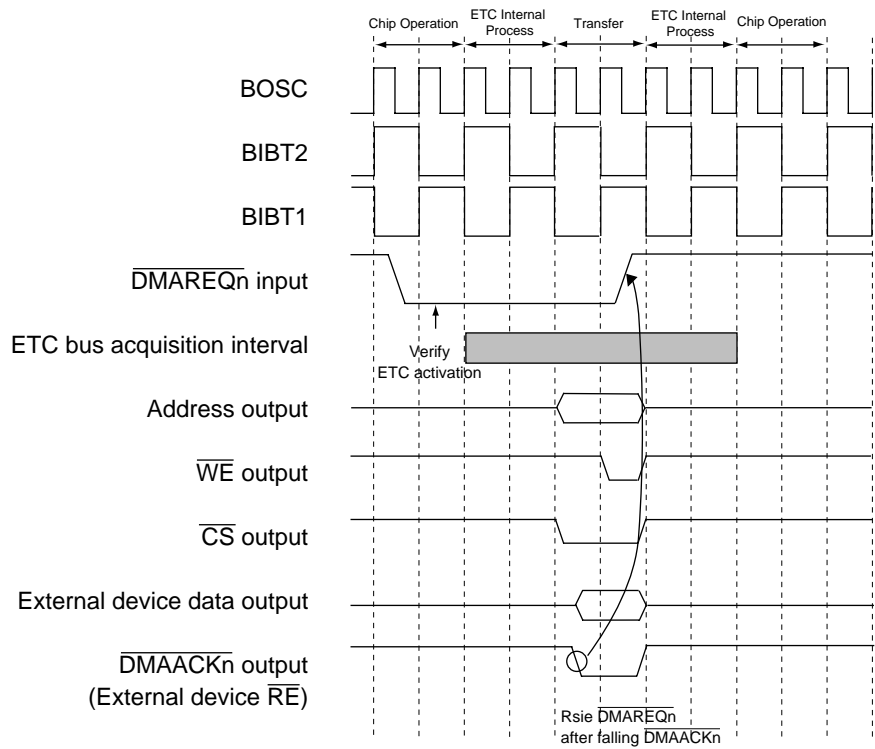 Chip Operation
ETC Internal
Process
Transfer
ETC Internal
Process
Chip Operation
BOSC
BIBT2
BIBT1
DMAREQn input
ETC bus acquisition interval
Verify
ETC activation
Address output
WE output
CS output
External device data output
DMAACKn output
(External device RE)
Rsie DMAREQn
after falling DMAACKn